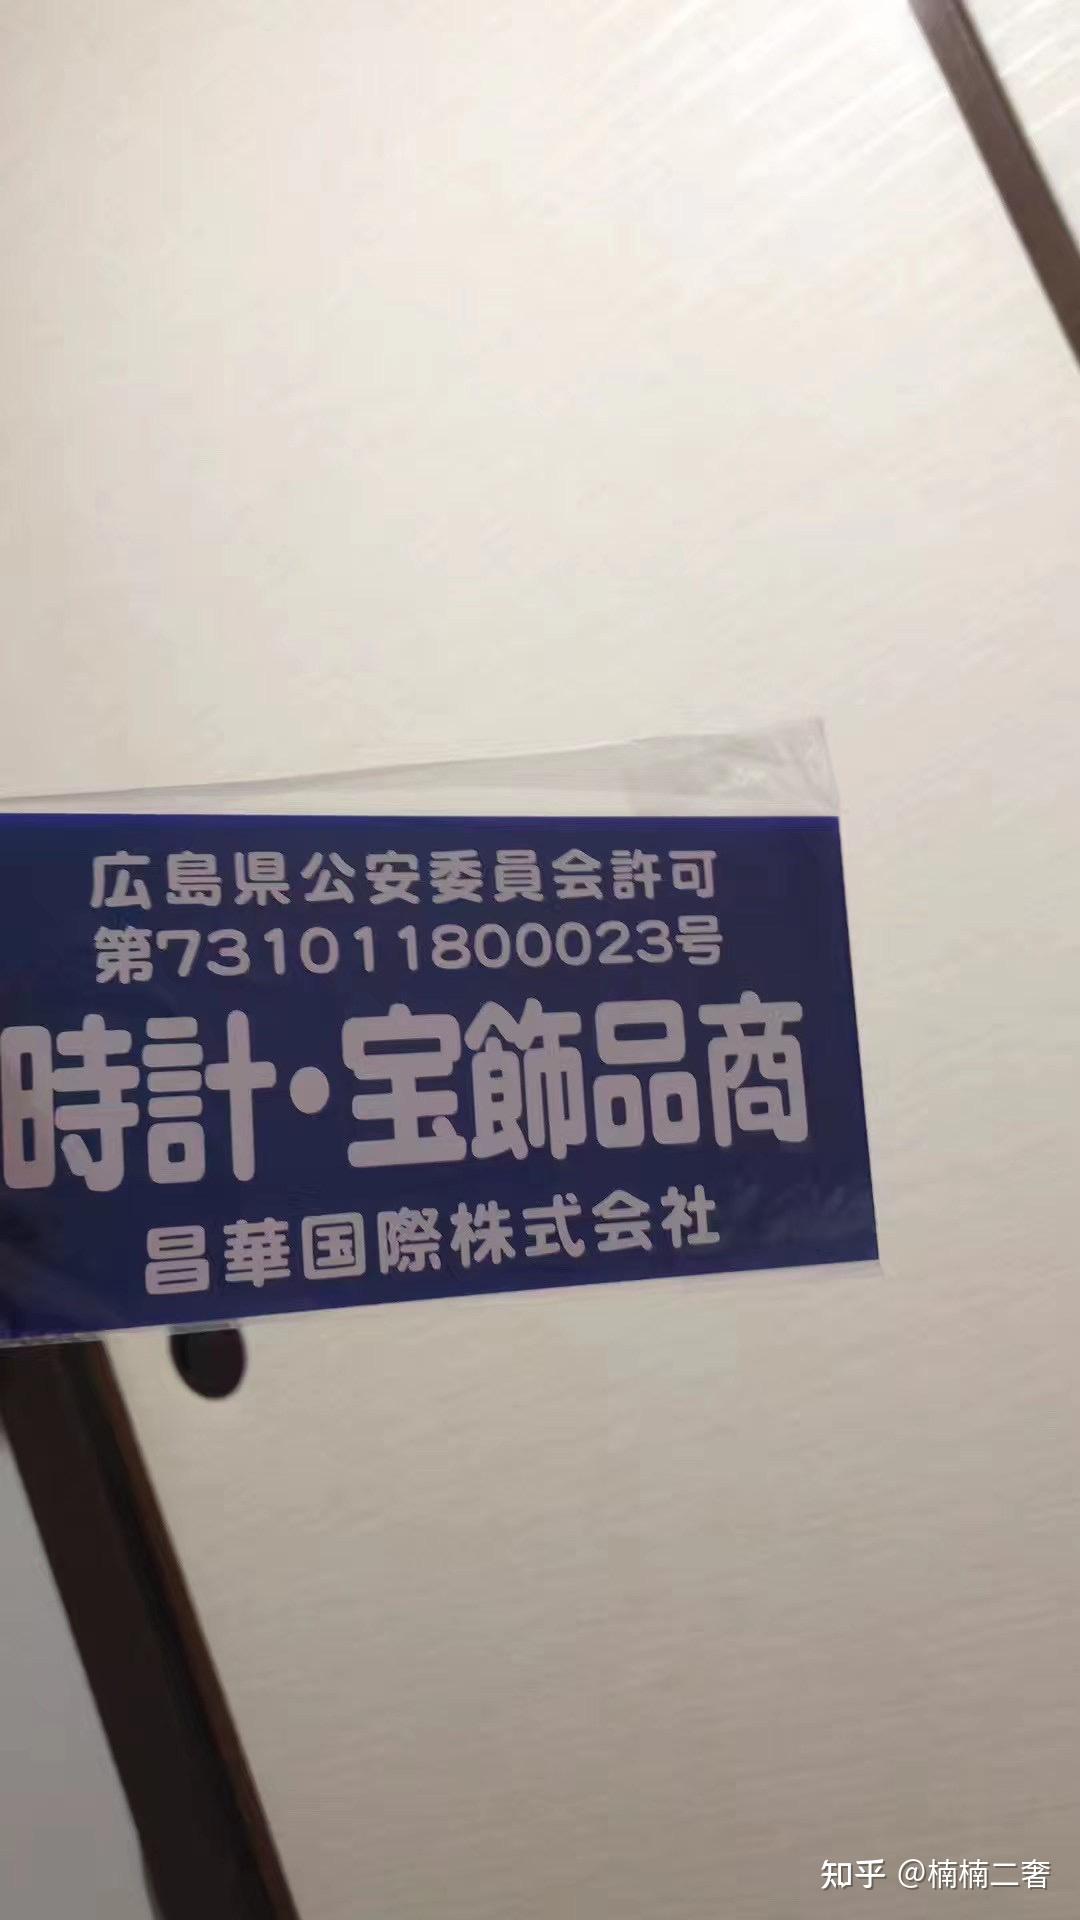 広島県公安委員会許可
第731011800023号
時計・宝飾品商
昌華国際株式会社
知乎 @楠楠二奢